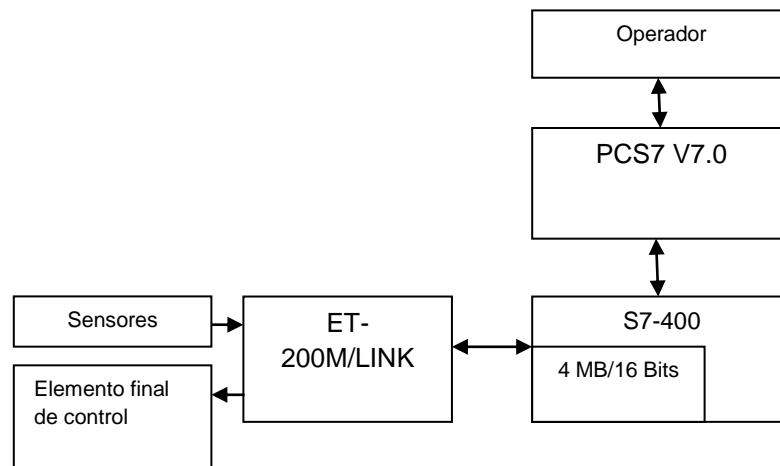 Operador
PCS7 V7.0
Sensores
ET-
200M/LINK
S7-400
4 MB/16 Bits
Elemento final
de control